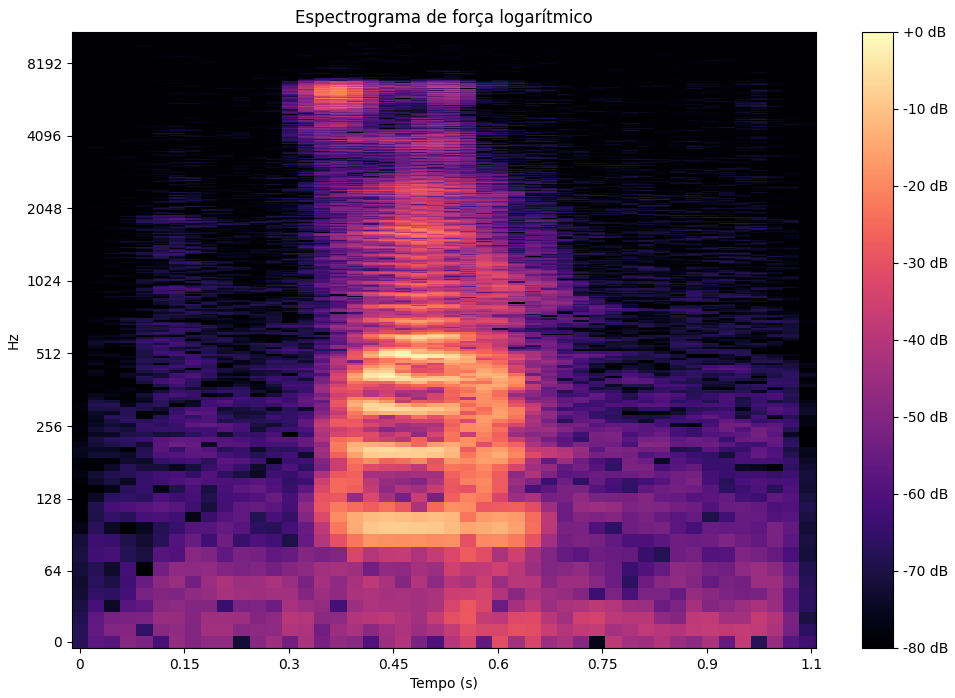 Espectrograma de força logarítmico
Hz
8192
4096
2048
1024
512
256
128
64
0
0 0.15 0.3 0.45 0.6 0.75 0.9 1.1
Tempo (s)
+0 dB
-10 dB
-20 dB
-30 dB
-40 dB
-50 dB
-60 dB
-70 dB
-80 dB